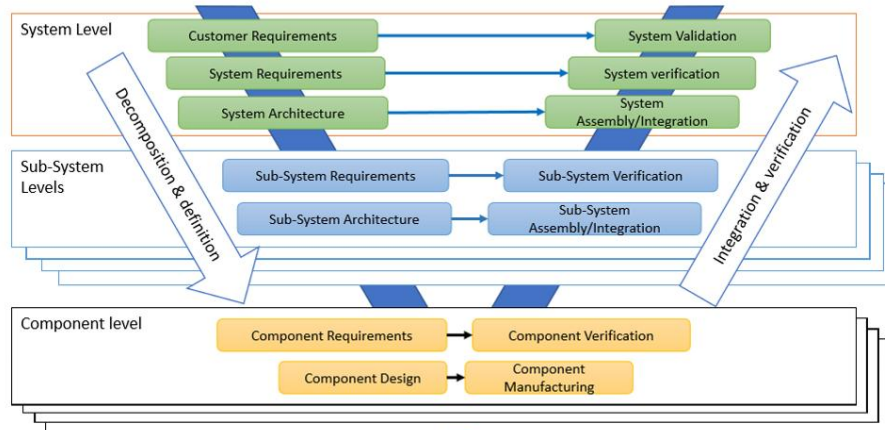 System Level
Customer Requirements
System Validation
System Requirements
System verification
System Architecture
System
Assembly/Integration
Decomposition & definition
Integration & verification
Sub-System
Levels
Sub-System Requirements
Sub-System Verification
Sub-System Architecture
Sub-System
Assembly/Integration
Component level
Component Requirements
Component Verification
Component Design
Component
Manufacturing